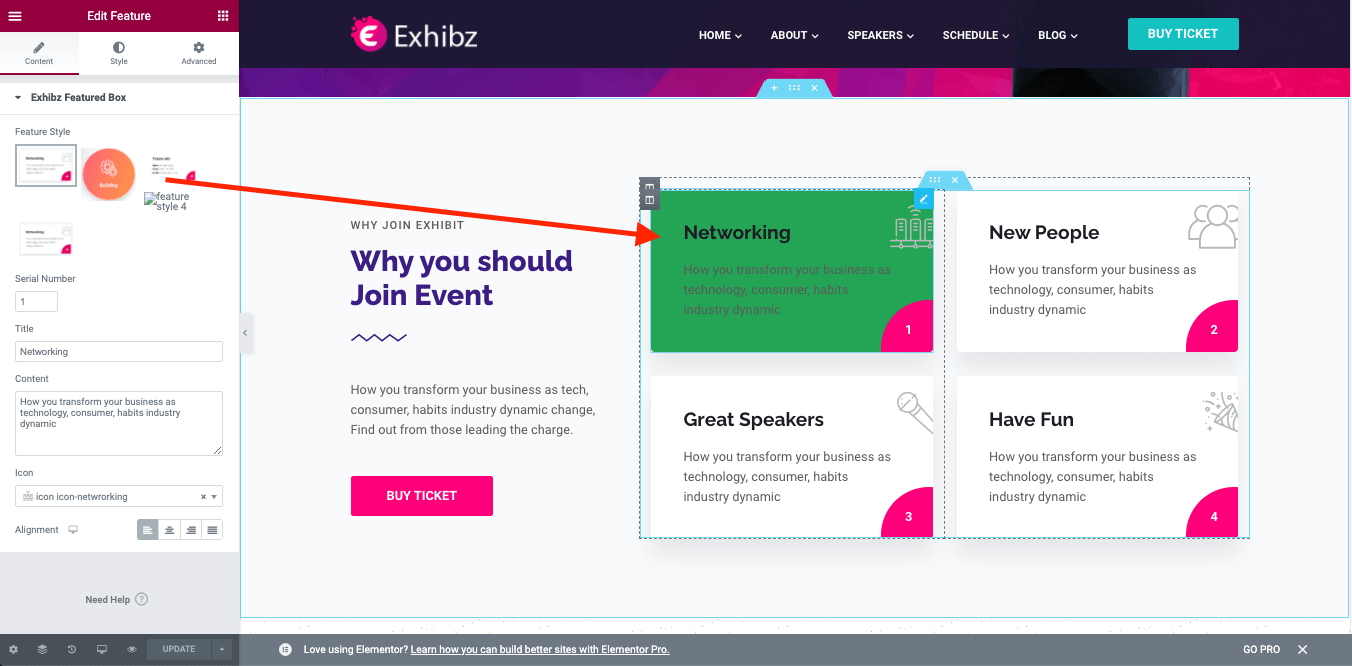 Edit Feature
Content
Style
Advanced
Exhibz Featured Box
Feature Style
Networking
Building
feature
style 4
Networking
Serial Number
1
Title
Networking
Content
How you transform your business as
technology, consumer, habits industry
dynamic
Icon
icon icon-networking
Alignment
Need Help
UPDATE
Exhibz
HOME
ABOUT
SPEAKERS
SCHEDULE
BLOG
BUY TICKET
WHY JOIN EXHIBIT
Why you should
Join Event
How you transform your business as tech,
consumer, habits industry dynamic change,
Find out from those leading the charge.
BUY TICKET
Networking
How you transform your business as
technology, consumer, habits
industry dynamic
1
New People
How you transform your business as
technology, consumer, habits
industry dynamic
2
Great Speakers
How you transform your business as
technology, consumer, habits
industry dynamic
3
Have Fun
How you transform your business as
technology, consumer, habits
industry dynamic
4
Love using Elementor? Learn how you can build better sites with Elementor Pro.
GO PRO